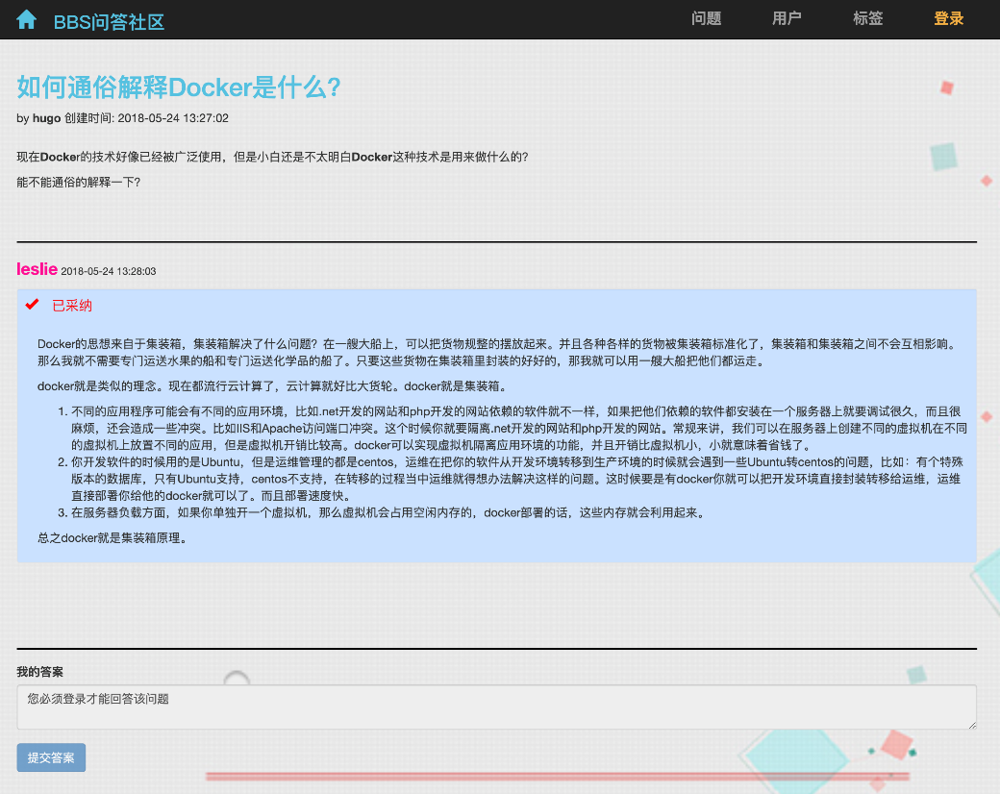 BBS问答社区 问题 用户 标签 登录
如何通俗解释Docker是什么?
by hugo 创建时间: 2018-05-24 13:27:02
现在Docker的技术好像已经被广泛使用，但是小白还是不太明白Docker这种技术是用来做什么的?
能不能通俗的解释一下?
leslie 2018-05-24 13:28:03
已采纳
Docker的思想来自于集装箱，集装箱解决了什么问题？在一艘大船上，可以把货物规整的摆放起来。并且各种各样的货物被集装箱标准化了，集装箱和集装箱之间不会互相影响。
那么我就不需要专门运送水果的船和专门运送化学品的船了。只要这些货物在集装箱里封装的好好的，那我就可以用一艘大船把他们都运走。
docker就是类似的理念。现在都流行云计算了，云计算就好比大货轮。docker就是集装箱。
1. 不同的应用程序可能会有不同的应用环境，比如.net开发的网站和php开发的网站依赖的软件就不一样，如果把他们依赖的软件都安装在一个服务器上就要调试很久，而且很
麻烦，还会造成一些冲突。比如IIS和Apache访问端口冲突。这个时候你就要隔离.net开发的网站和php开发的网站。常规来讲，我们可以在服务器上创建不同的虚拟机在不同
的虚拟机上放置不同的应用，但是虚拟机开销比较高。docker可以实现虚拟机隔离应用环境的功能，并且开销比虚拟机小，小就意味着省钱了。
2. 你开发软件的时候用的是Ubuntu，但是运维管理的都是centos，运维在把你的软件从开发环境转移到生产环境的时候就会遇到一些Ubuntu转centos的问题，比如：有个特殊
版本的数据库，只有Ubuntu支持，centos不支持，在转移的过程当中运维就得想办法解决这样的问题。这时候要是有docker你就可以把开发环境直接封装转移给运维，运维
直接部署你给他的docker就可以了。而且部署速度快。
3. 在服务器负载方面，如果你单独开一个虚拟机，那么虚拟机会占用空闲内存的，docker部署的话，这些内存就会利用起来。
总之docker就是集装箱原理。
我的答案
您必须登录才能回答该问题
提交答案